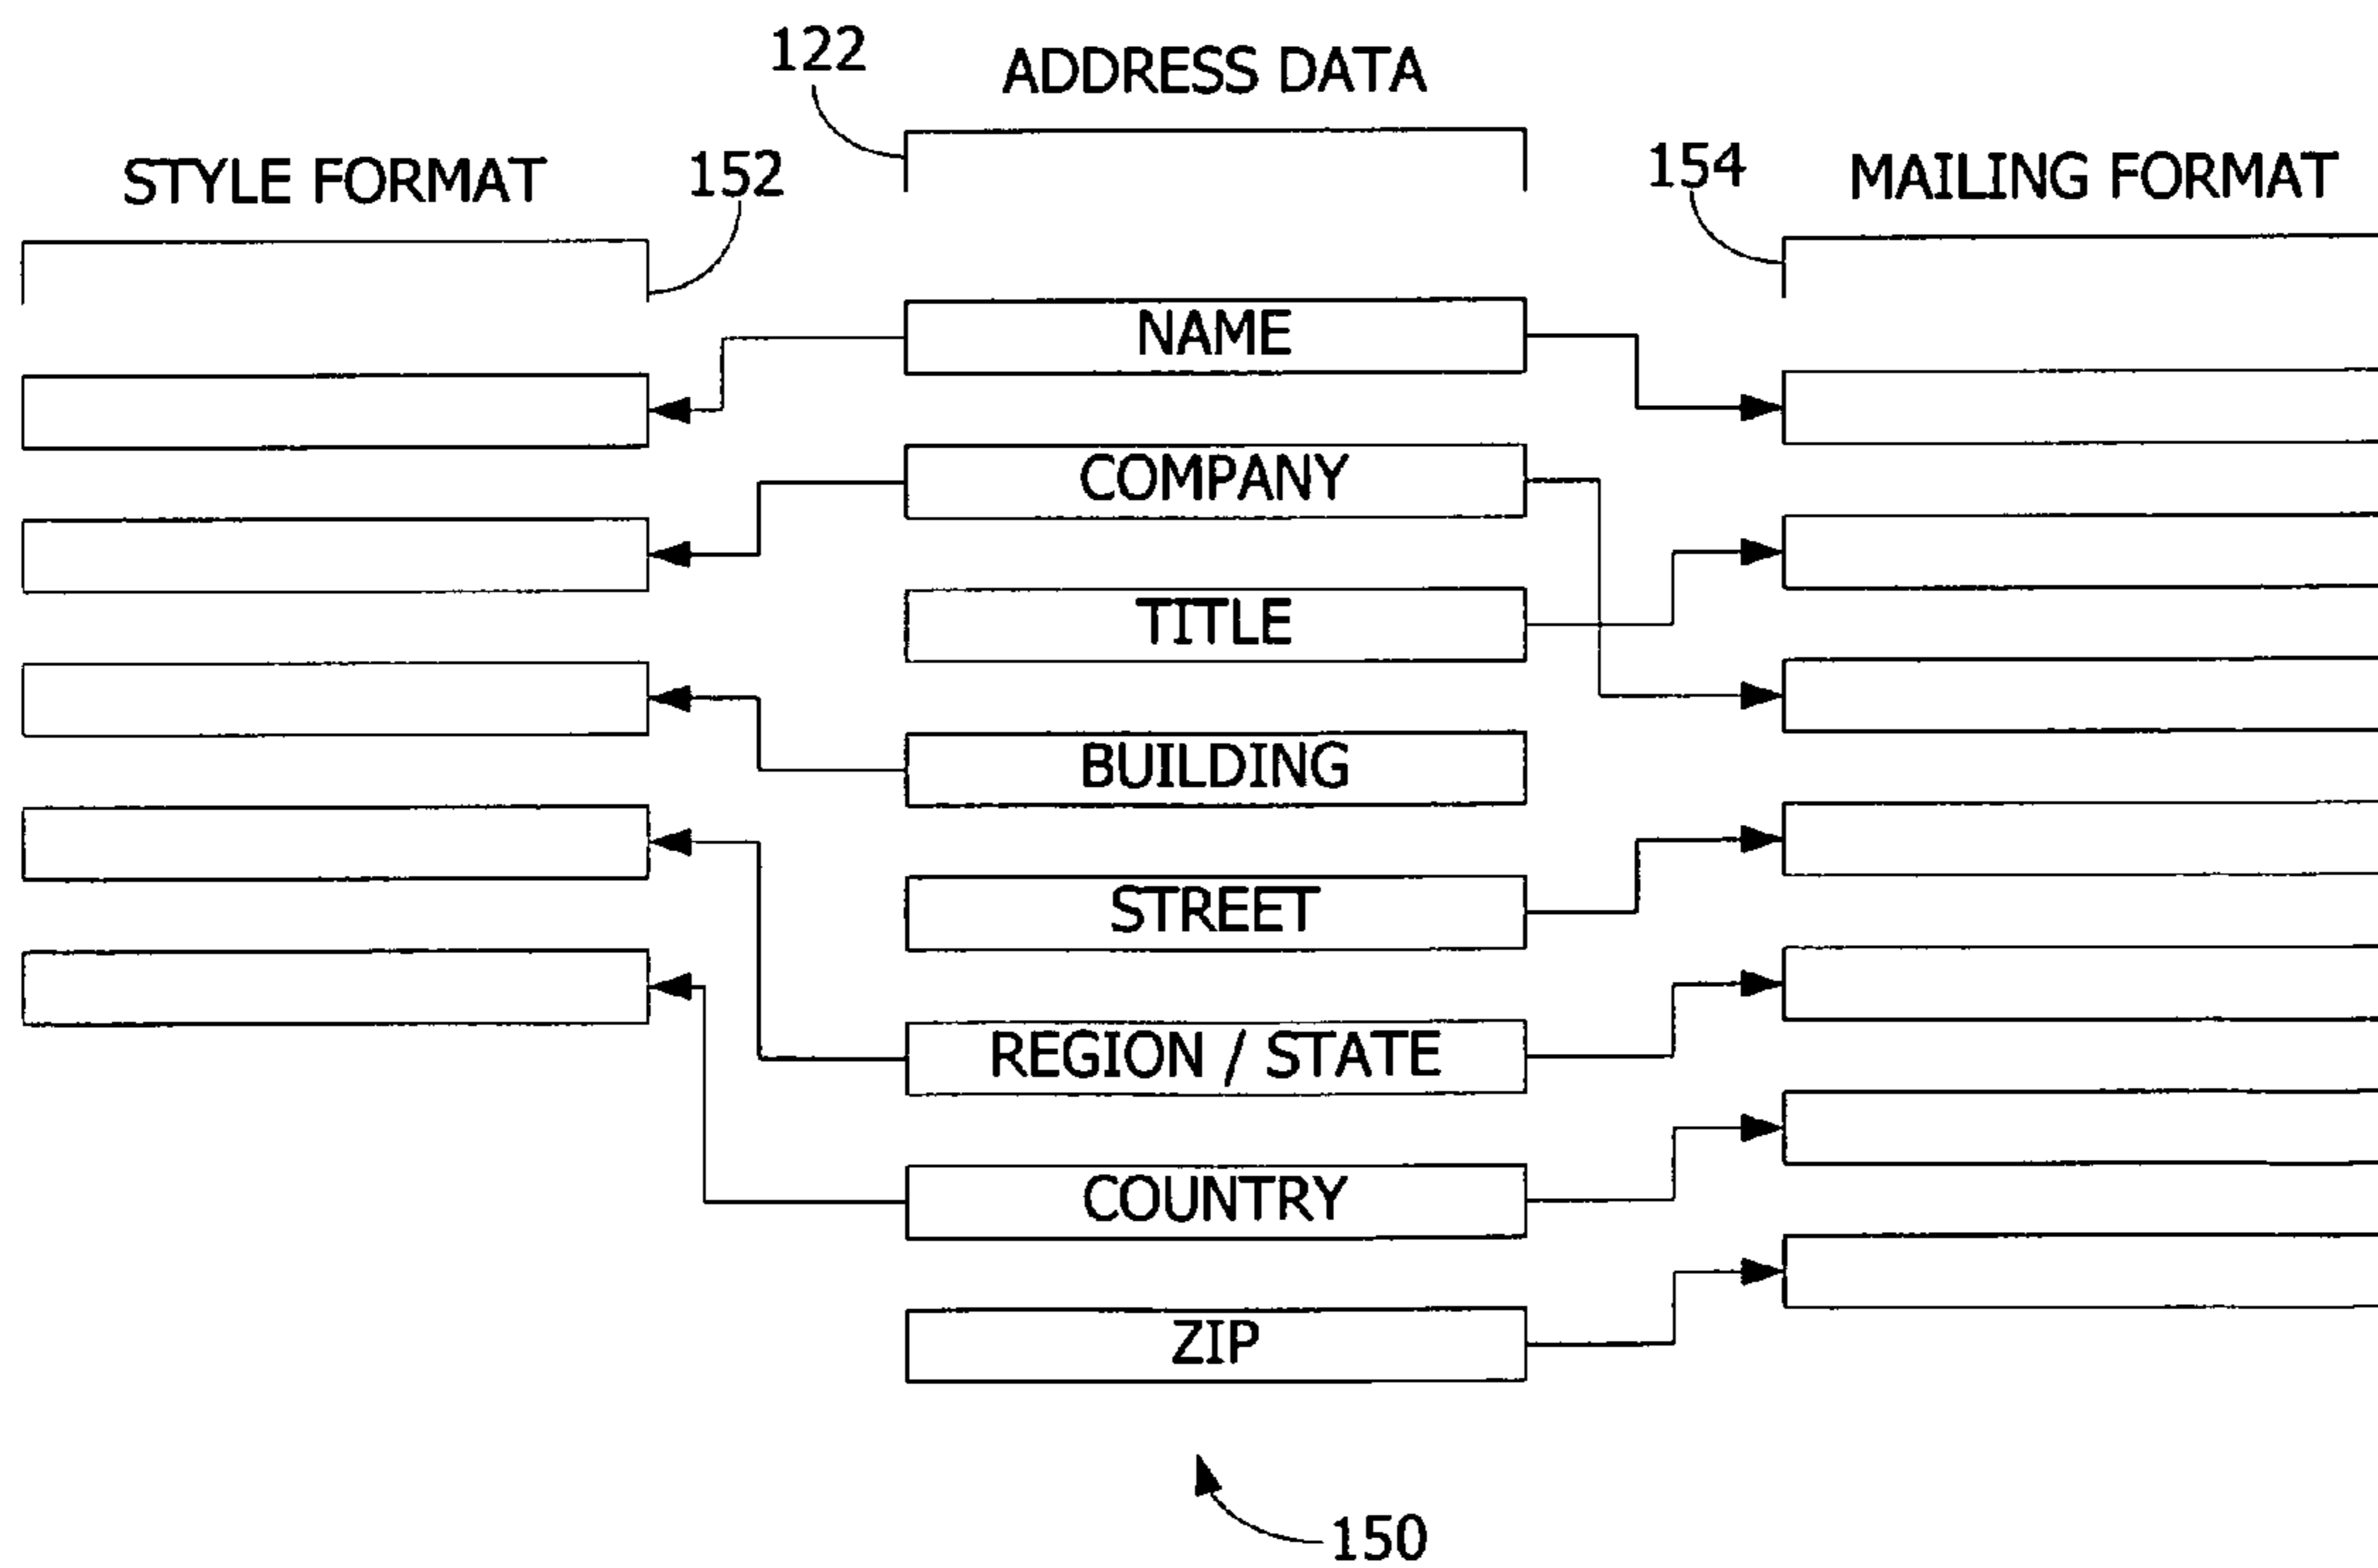 122
ADDRESS DATA
STYLE FORMAT
152
154
MAILING FORMAT
NAME
COMPANY
TITLE
BUILDING
STREET
REGION / STATE
COUNTRY
ZIP
150